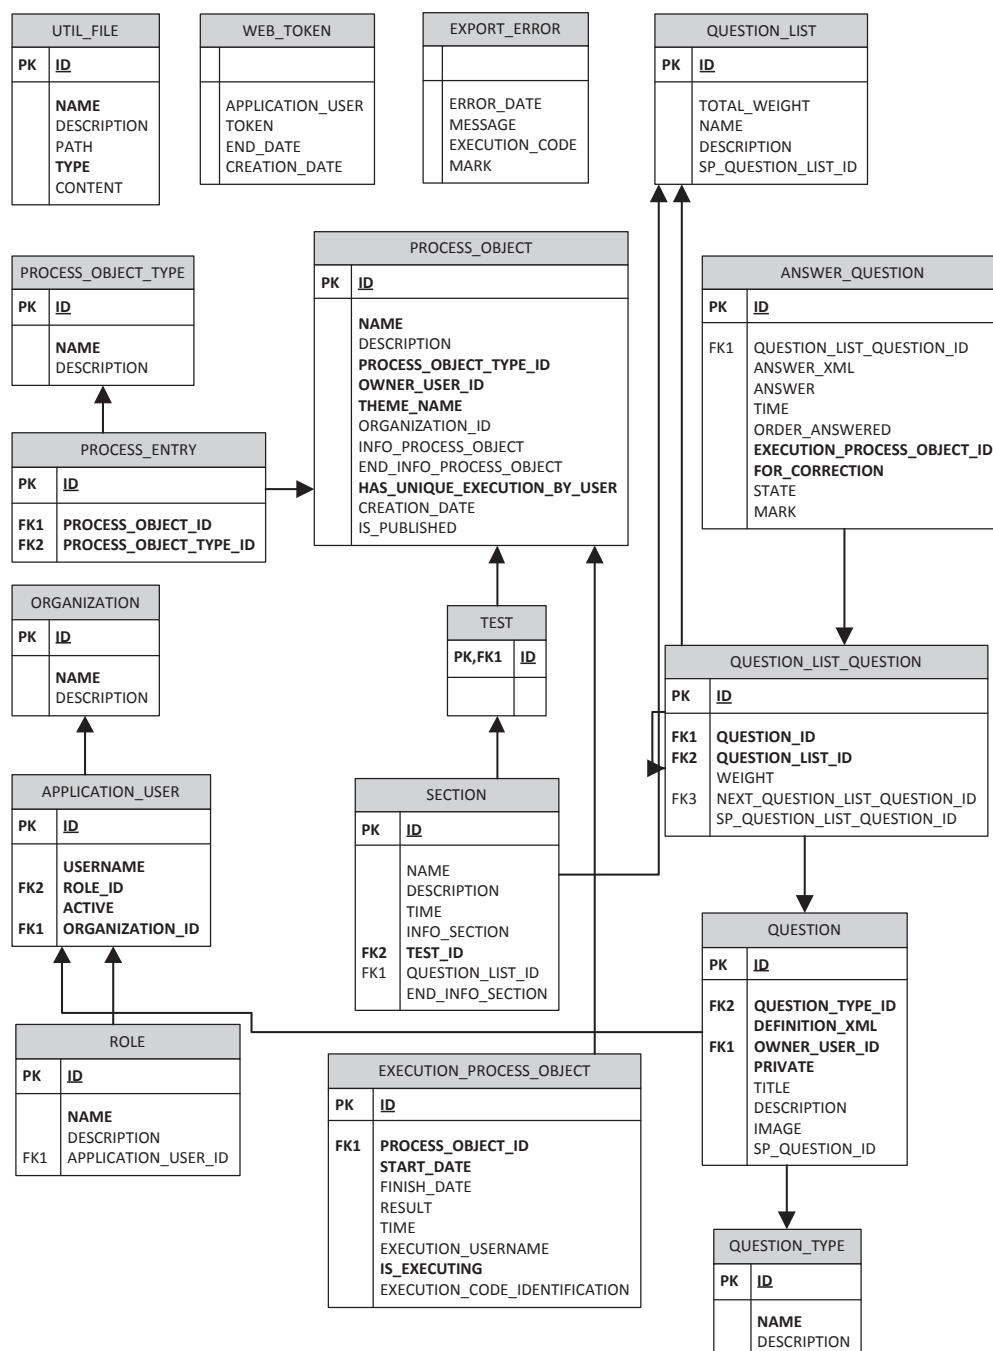 UTIL_FILE
PK ID
NAME
DESCRIPTION
PATH
TYPE
CONTENT
WEB_TOKEN
APPLICATION_USER
TOKEN
END_DATE
CREATION_DATE
EXPORT_ERROR
ERROR_DATE
MESSAGE
EXECUTION_CODE
MARK
QUESTION_LIST
PK ID
TOTAL_WEIGHT
NAME
DESCRIPTION
SP_QUESTION_LIST_ID
PROCESS_OBJECT_TYPE
PK ID
NAME
DESCRIPTION
PROCESS_OBJECT
PK ID
NAME
DESCRIPTION
PROCESS_OBJECT_TYPE_ID
OWNER_USER_ID
THEME_NAME
ORGANIZATION_ID
INFO_PROCESS_OBJECT
END_INFO_PROCESS_OBJECT
HAS_UNIQUE_EXECUTION_BY_USER
CREATION_DATE
IS_PUBLISHED
ANSWER_QUESTION
PK ID
FK1 QUESTION_LIST_QUESTION_ID
ANSWER_XML
ANSWER
TIME
ORDER_ANSWERED
EXECUTION_PROCESS_OBJECT_ID
FOR_CORRECTION
STATE
MARK
PROCESS_ENTRY
PK ID
FK1 PROCESS_OBJECT_ID
FK2 PROCESS_OBJECT_TYPE_ID
ORGANIZATION
PK ID
NAME
DESCRIPTION
TEST
PK,FK1 ID
QUESTION_LIST_QUESTION
PK ID
FK1 QUESTION_ID
FK2 QUESTION_LIST_ID
WEIGHT
FK3 NEXT_QUESTION_LIST_QUESTION_ID
SP_QUESTION_LIST_QUESTION_ID
APPLICATION_USER
PK ID
USERNAME
FK2 ROLE_ID
ACTIVE
FK1 ORGANIZATION_ID
SECTION
PK ID
NAME
DESCRIPTION
TIME
INFO_SECTION
FK2 TEST_ID
FK1 QUESTION_LIST_ID
END_INFO_SECTION
QUESTION
PK ID
FK2 QUESTION_TYPE_ID
DEFINITION_XML
FK1 OWNER_USER_ID
PRIVATE
TITLE
DESCRIPTION
IMAGE
SP_QUESTION_ID
ROLE
PK ID
NAME
DESCRIPTION
FK1 APPLICATION_USER_ID
EXECUTION_PROCESS_OBJECT
PK ID
FK1 PROCESS_OBJECT_ID
START_DATE
FINISH_DATE
RESULT
TIME
EXECUTION_USERNAME
IS_EXECUTING
EXECUTION_CODE_IDENTIFICATION
QUESTION_TYPE
PK ID
NAME
DESCRIPTION